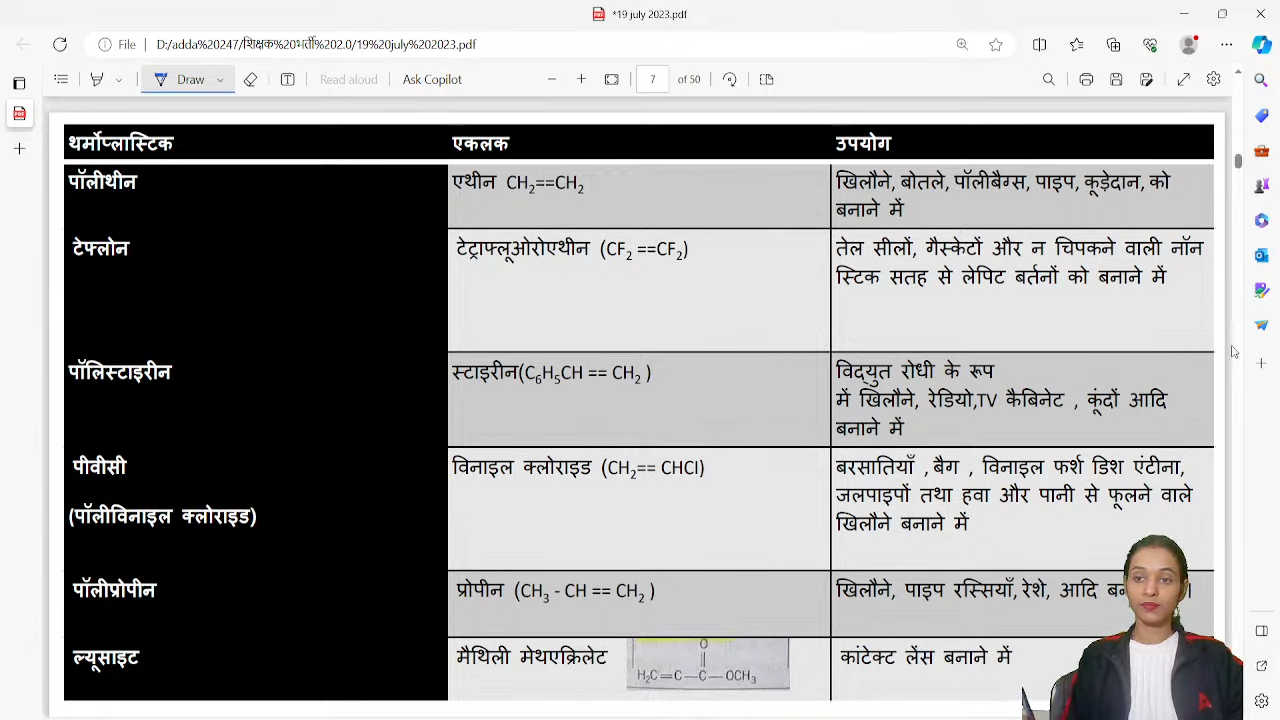 *19 july 2023.pdf
File D:/adda%20247/शिक्षक%20भर्ती%202.0/19%20july%202023.pdf
Draw Read aloud Ask Copilot 7 of 50
थर्मोप्लास्टिक एकलक उपयोग
पॉलीथीन एथीन CH2==CH2 खिलौने, बोतले, पॉलीबैग्स, पाइप, कूड़ेदान, को
बनाने में
टेफ्लोन टेट्राफ्लूओरोएथीन (CF2 ==CF2) तेल सीलों, गैस्केटों और न चिपकने वाली नॉन
स्टिक सतह से लेपिट बर्तनों को बनाने में
पॉलिस्टाइरीन स्टाइरीन(C6H5CH == CH2 ) विद्युत रोधी के रूप
में खिलौने, रेडियो,TV कैबिनेट , कूंदों आदि
बनाने में
पीवीसी विनाइल क्लोराइड (CH2== CHCl) बरसातियाँ ,बैग , विनाइल फर्श डिश एंटीना,
(पॉलीविनाइल क्लोराइड) जलपाइपों तथा हवा और पानी से फूलने वाले
खिलौने बनाने में
पॉलीप्रोपीन प्रोपीन (CH3 - CH == CH2 ) खिलौने, पाइप रस्सियाँ, रेशे, आदि
ल्यूसाइट मैथिली मेथएक्रिलेट कांटेक्ट लेंस बनाने में
O
H2C=C—C—OCH3